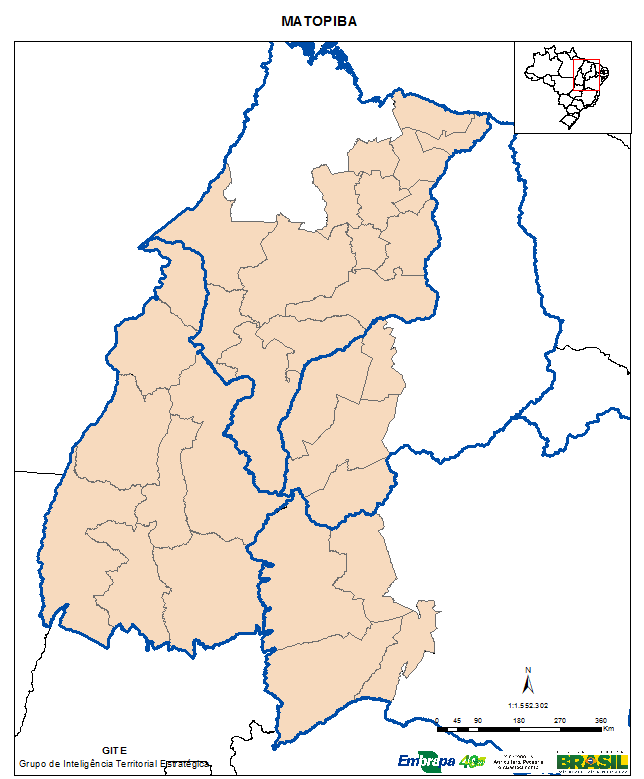 MATOPIBA
N
1:1.552.302
0 45 90 180 270 360
Km
GITE
Grupo de Inteligência Territorial Estratégica
Embrapa 40
BRASIL